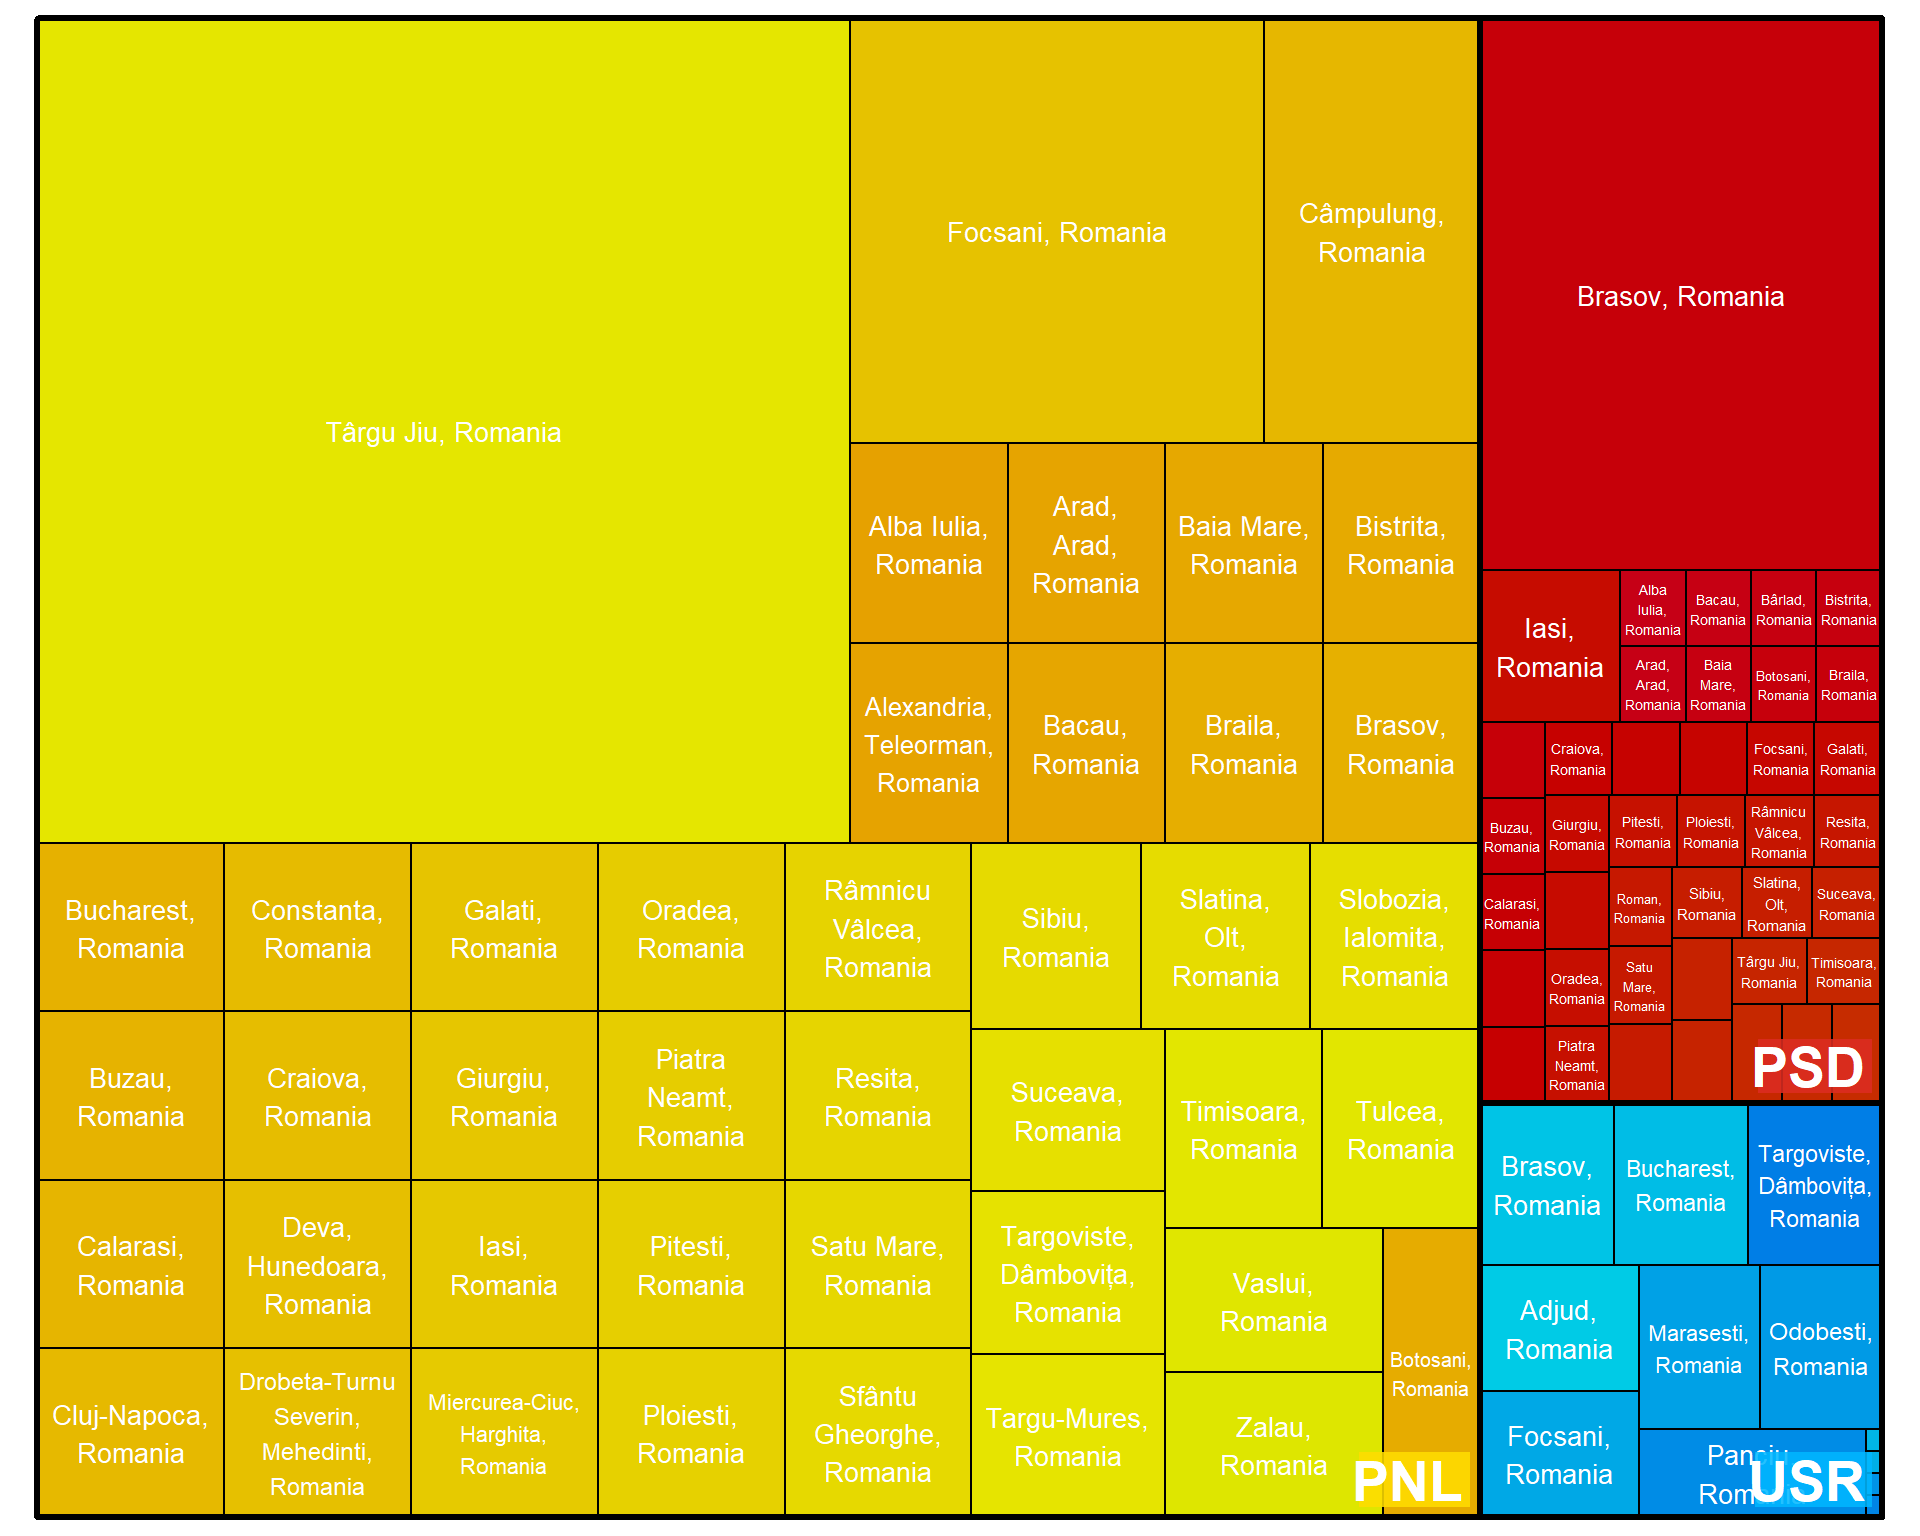 Târgu Jiu, Romania
Focsani, Romania
Câmpulung,
Romania
Alba Iulia,
Romania
Arad,
Arad,
Romania
Baia Mare,
Romania
Bistrita,
Romania
Alexandria,
Teleorman,
Romania
Bacau,
Romania
Braila,
Romania
Brasov,
Romania
Bucharest,
Romania
Constanta,
Romania
Galati,
Romania
Oradea,
Romania
Râmnicu
Vâlcea,
Romania
Sibiu,
Romania
Slatina,
Olt,
Romania
Slobozia,
Ialomita,
Romania
Buzau,
Romania
Craiova,
Romania
Giurgiu,
Romania
Piatra
Neamt,
Romania
Resita,
Romania
Suceava,
Romania
Timisoara,
Romania
Tulcea,
Romania
Calarasi,
Romania
Deva,
Hunedoara,
Romania
Iasi,
Romania
Pitesti,
Romania
Satu Mare,
Romania
Targoviste,
Dâmbovița,
Romania
Vaslui,
Romania
Botosani,
Romania
Cluj-Napoca,
Romania
Drobeta-Turnu
Severin,
Mehedinti,
Romania
Miercurea-Ciuc,
Harghita,
Romania
Ploiesti,
Romania
Sfântu
Gheorghe,
Romania
Targu-Mures,
Romania
Zalau,
Romania
PNL
Brasov, Romania
Iasi,
Romania
Alba
Iulia,
Romania
Bacau,
Romania
Bârlad,
Romania
Bistrita,
Romania
Arad,
Arad,
Romania
Baia
Mare,
Romania
Botosani,
Romania
Braila,
Romania
Craiova,
Romania
Focsani,
Romania
Galati,
Romania
Buzau,
Romania
Giurgiu,
Romania
Pitesti,
Romania
Ploiesti,
Romania
Râmnicu
Vâlcea,
Romania
Resita,
Romania
Calarasi,
Romania
Roman,
Romania
Sibiu,
Romania
Slatina,
Olt,
Romania
Suceava,
Romania
Oradea,
Romania
Satu
Mare,
Romania
Târgu Jiu,
Romania
Timisoara,
Romania
Piatra
Neamt,
Romania
PSD
Brasov,
Romania
Bucharest,
Romania
Targoviste,
Dâmbovița,
Romania
Adjud,
Romania
Marasesti,
Romania
Odobesti,
Romania
Focsani,
Romania
Panciu,
Romania
USR